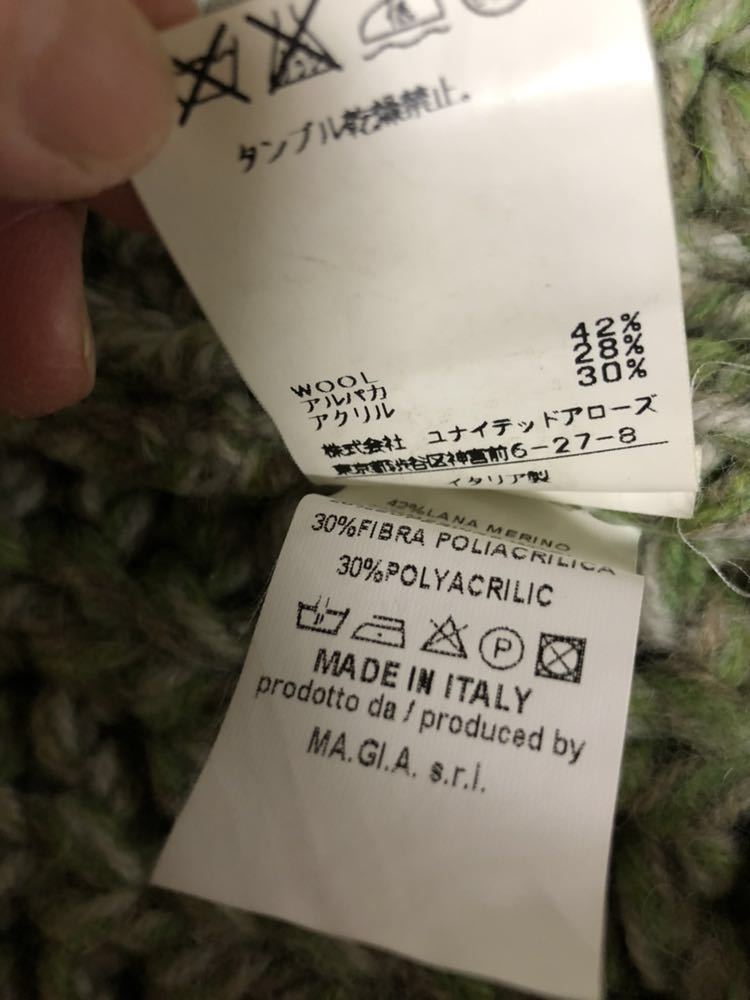 低
タンブル乾燥禁止。
WOOL 42%
アルパカ 28%
アクリル 30%
株式会社 ユナイテッドアローズ
東京都渋谷区神宮前6-27-8
イタリア製
42%LANA MERINO
30%FIBRA POLIACRILICA
30%POLYACRILIC
P
MADE IN ITALY
prodotto da / produced by
MA.GI.A. s.r.l.